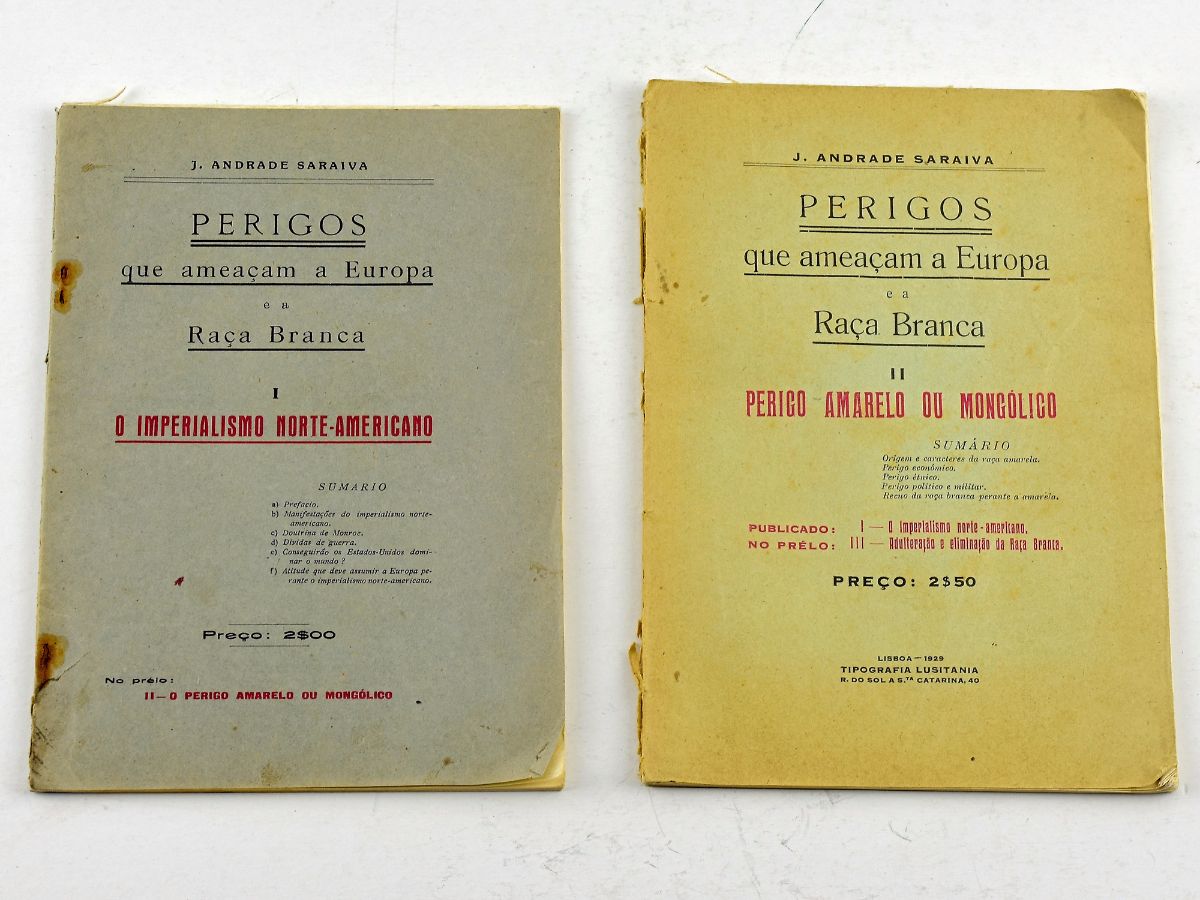 J. ANDRADE SARAIVA
PERIGOS
que ameaçam a Europa
e a
Raça Branca
I
O IMPERIALISMO NORTE-AMERICANO
SUMARIO
a) Prefacio.
b) Manifestações do imperialismo norte-
americano.
c) Doutrina de Monroe.
d) Dividas de guerra.
e) Conseguirão os Estados-Unidos domi-
nar o mundo?
f) Atitude que deve assumir a Europa pe-
rante o imperialismo norte-americano.
Preço: 2$00
No prélo:
II — O PERIGO AMARELO OU MONGÓLICO
J. ANDRADE SARAIVA
PERIGOS
que ameaçam a Europa
e a
Raça Branca
II
PERIGO AMARELO OU MONGÓLICO
SUMÁRIO
Origem e caracteres da raça amarela.
Perigo económico.
Perigo étnico.
Perigo político e militar.
Recuo da raça branca perante a amarela.
PUBLICADO: I — O imperialismo norte-americano.
NO PRÉLO: III — Adulteração e eliminação da Raça Branca.
PREÇO: 2$50
LISBOA — 1929
TIPOGRAFIA LUSITANIA
R. DO SOL A S.TA CATARINA, 40